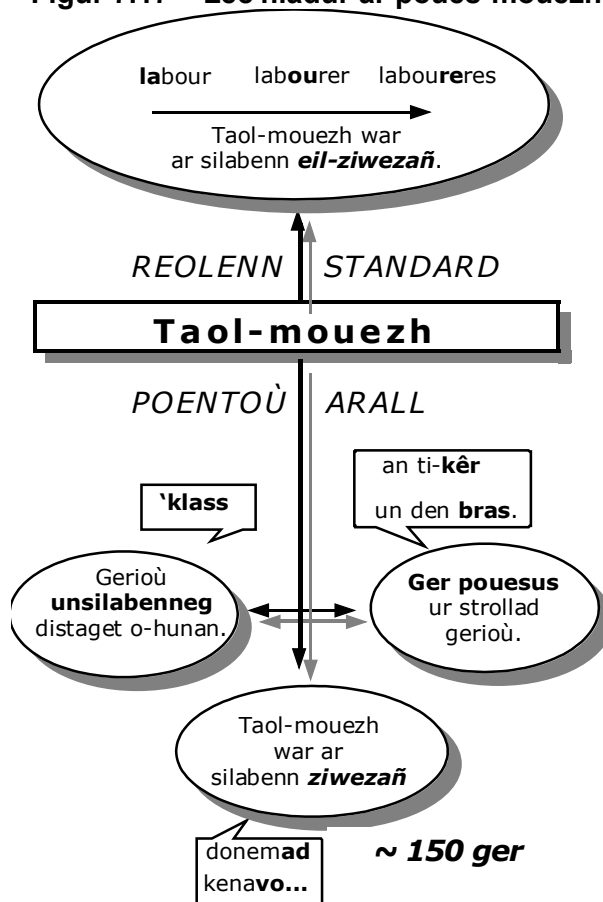 labour labourer laboureres
Taol-mouezh war
ar silabenn eil-ziwezañ.
REOLENN STANDARD
Taol-mouezh
POENTOÙ ARALL
an ti-kêr
un den bras.
‘klass
Gerioù
unsilabenneg
distaget o-hunan.
Ger pouesus
ur strollad
gerioù.
Taol-mouezh
war ar
silabenn ziwezañ
donemad
kenavo...
~ 150 ger